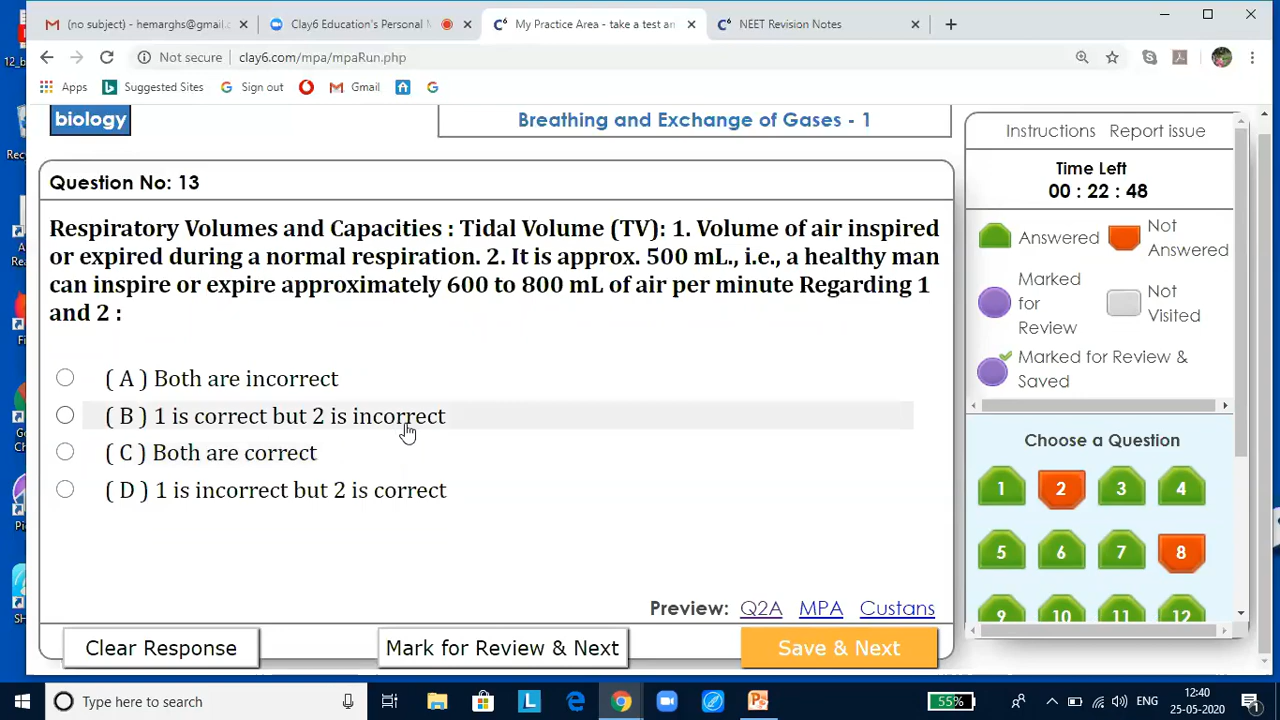 (no subject) - hemarghs@gmail.c
Clay6 Education's Personal M
My Practice Area - take a test an
NEET Revision Notes
Not secure
clay6.com/mpa/mpaRun.php
Apps
Suggested Sites
Sign out
Gmail
biology
Breathing and Exchange of Gases - 1
Instructions Report issue
Time Left
00 : 22 : 48
Question No: 13
Respiratory Volumes and Capacities : Tidal Volume (TV): 1. Volume of air inspired
or expired during a normal respiration. 2. It is approx. 500 mL., i.e., a healthy man
can inspire or expire approximately 600 to 800 mL of air per minute Regarding 1
and 2 :
( A ) Both are incorrect
( B ) 1 is correct but 2 is incorrect
( C ) Both are correct
( D ) 1 is incorrect but 2 is correct
Answered
Not
Answered
Marked
for
Review
Not
Visited
Marked for Review &
Saved
Choose a Question
1 2 3 4
5 6 7 8
9 10 11 12
Preview: Q2A MPA Custans
Clear Response
Mark for Review & Next
Save & Next
Type here to search
55%
ENG
12:40
25-05-2020